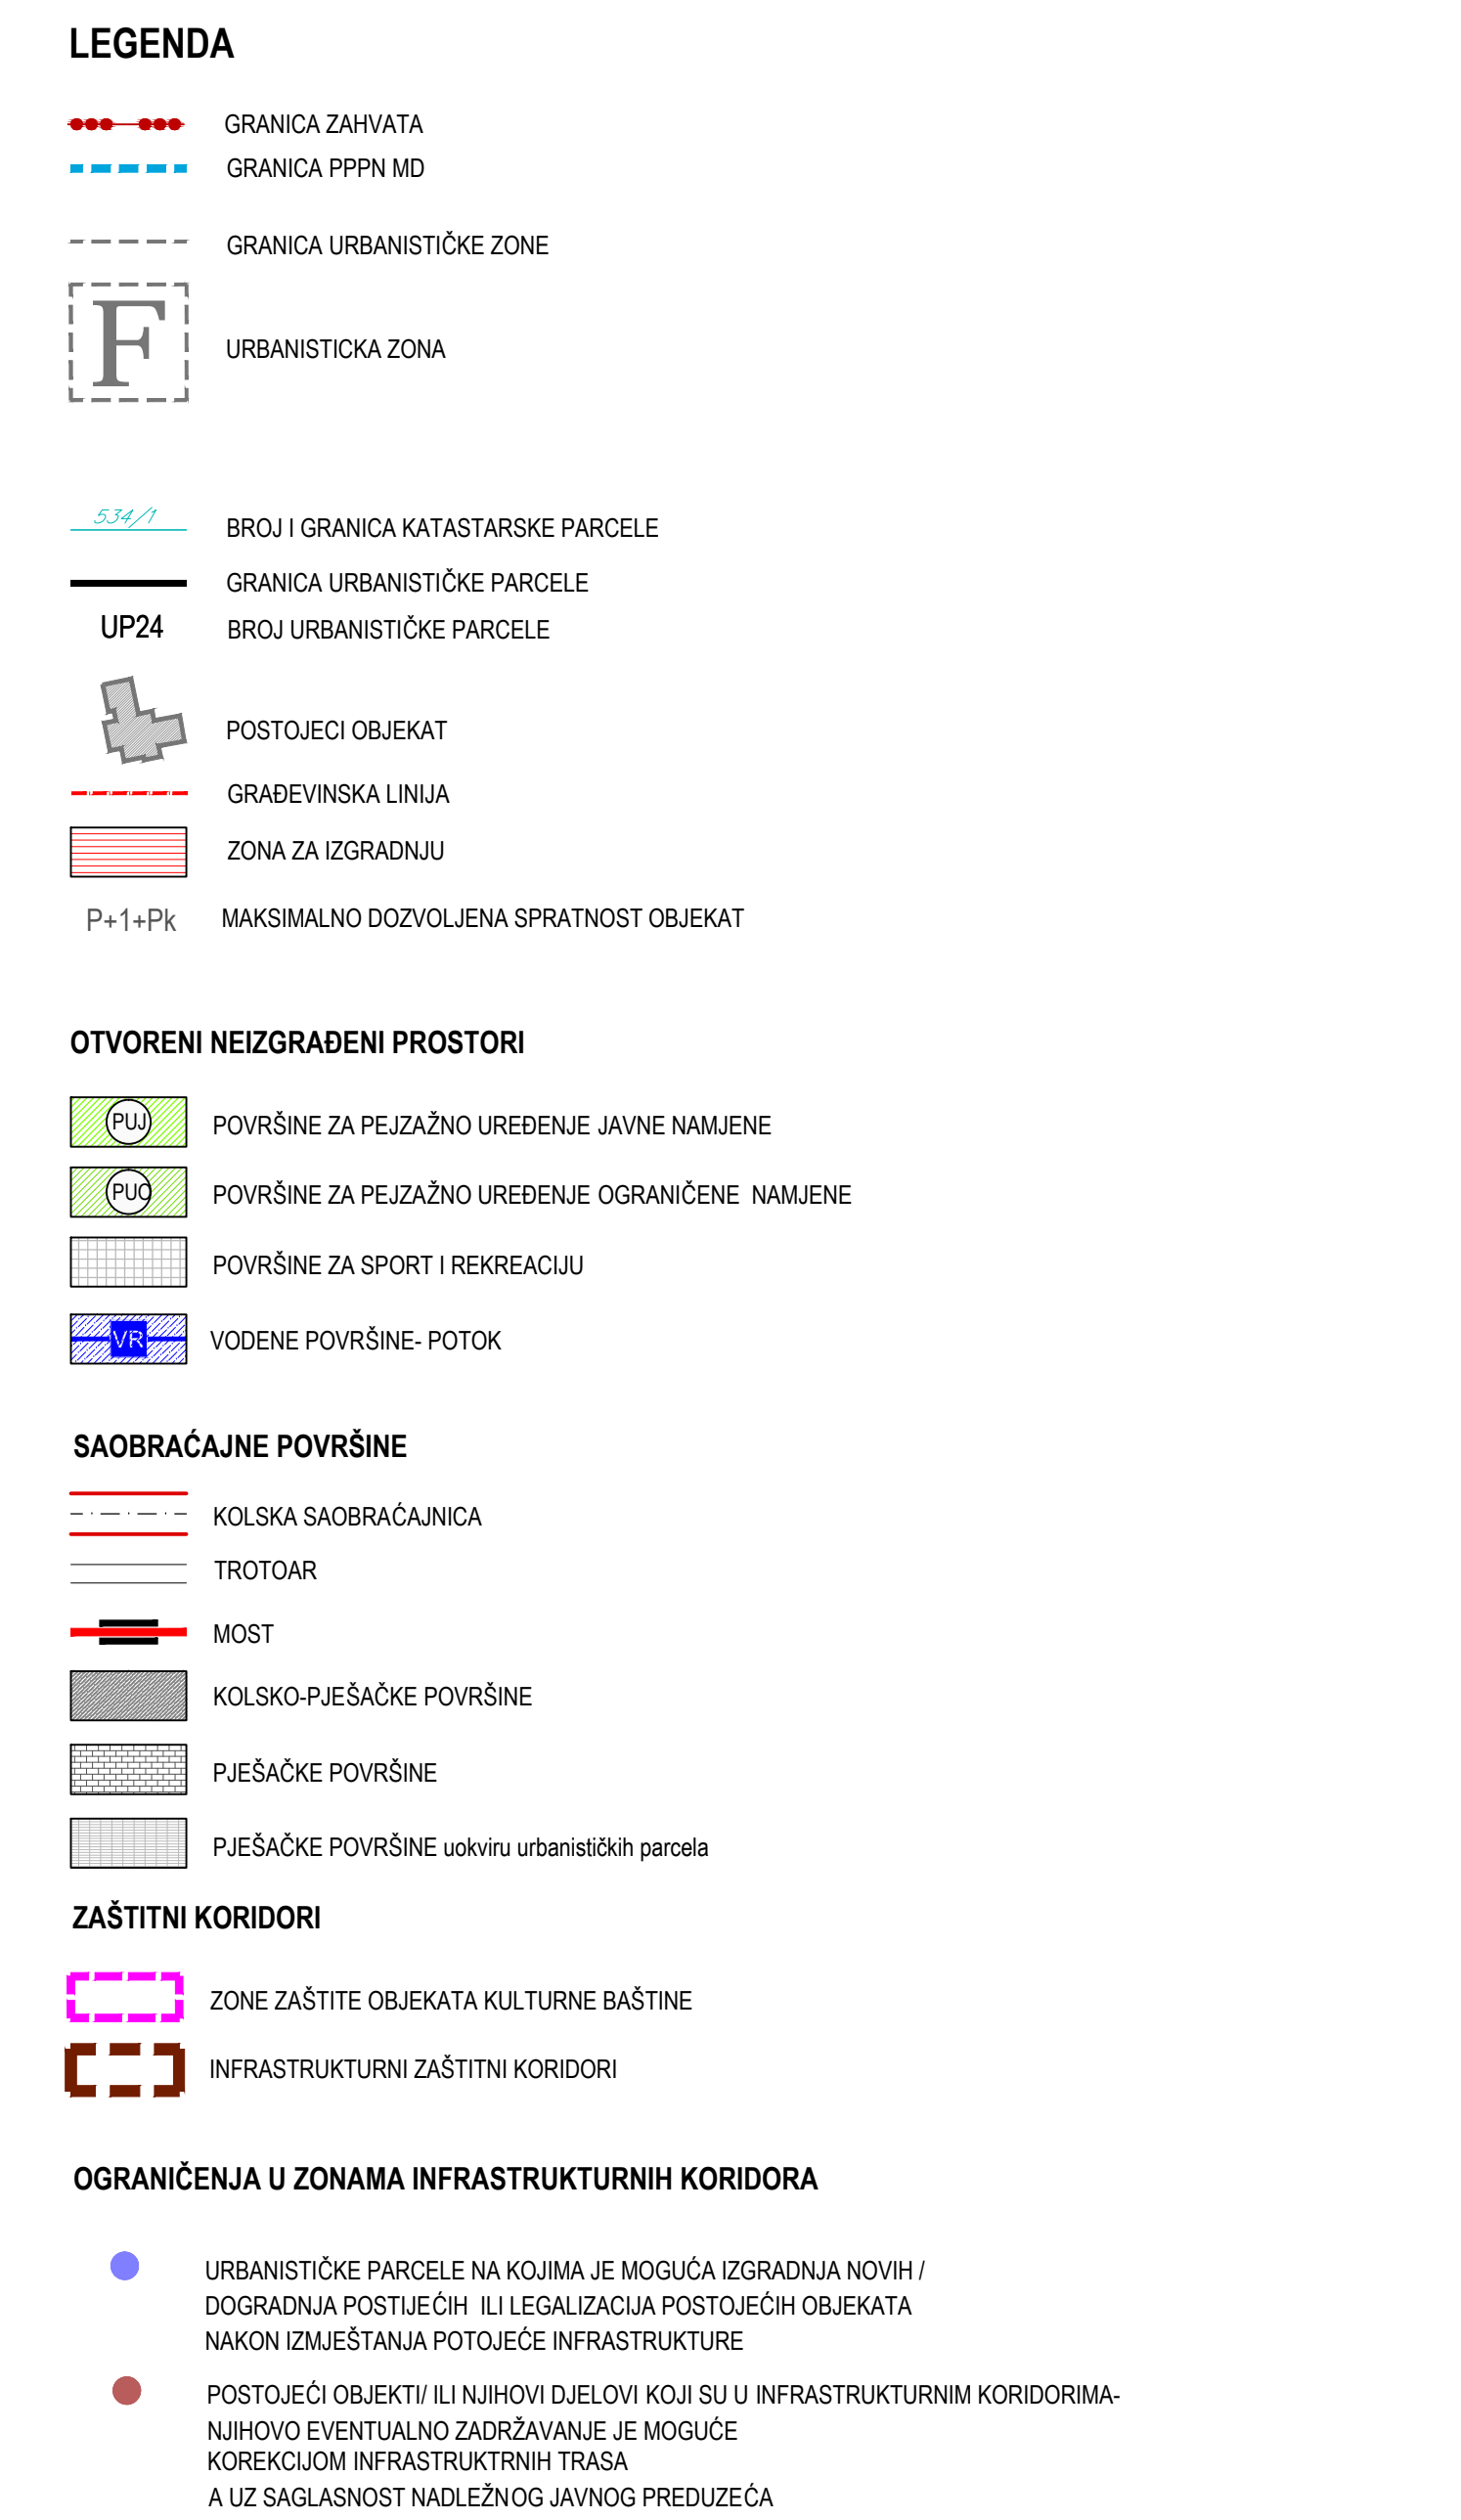 LEGENDA
GRANICA ZAHVATA
GRANICA PPPN MD
GRANICA URBANISTIČKE ZONE
F
URBANISTICKA ZONA
534/1
BROJ I GRANICA KATASTARSKE PARCELE
GRANICA URBANISTIČKE PARCELE
UP24 BROJ URBANISTIČKE PARCELE
POSTOJECI OBJEKAT
GRAĐEVINSKA LINIJA
ZONA ZA IZGRADNJU
P+1+Pk MAKSIMALNO DOZVOLJENA SPRATNOST OBJEKAT
OTVORENI NEIZGRAĐENI PROSTORI
PUJ POVRŠINE ZA PEJZAŽNO UREĐENJE JAVNE NAMJENE
PUO POVRŠINE ZA PEJZAŽNO UREĐENJE OGRANIČENE NAMJENE
POVRŠINE ZA SPORT I REKREACIJU
VR VODENE POVRŠINE- POTOK
SAOBRAĆAJNE POVRŠINE
KOLSKA SAOBRAĆAJNICA
TROTOAR
MOST
KOLSKO-PJEŠAČKE POVRŠINE
PJEŠAČKE POVRŠINE
PJEŠAČKE POVRŠINE uokviru urbanističkih parcela
ZAŠTITNI KORIDORI
ZONE ZAŠTITE OBJEKATA KULTURNE BAŠTINE
INFRASTRUKTURNI ZAŠTITNI KORIDORI
OGRANIČENJA U ZONAMA INFRASTRUKTURNIH KORIDORA
URBANISTIČKE PARCELE NA KOJIMA JE MOGUĆA IZGRADNJA NOVIH /
DOGRADNJA POSTIJEĆIH ILI LEGALIZACIJA POSTOJEĆIH OBJEKATA
NAKON IZMJEŠTANJA POTOJEĆE INFRASTRUKTURE
POSTOJEĆI OBJEKTI/ ILI NJIHOVI DJELOVI KOJI SU U INFRASTRUKTURNIM KORIDORIMA-
NJIHOVO EVENTUALNO ZADRŽAVANJE JE MOGUĆE
KOREKCIJOM INFRASTRUKTRNIH TRASA
A UZ SAGLASNOST NADLEŽNOG JAVNOG PREDUZEĆA